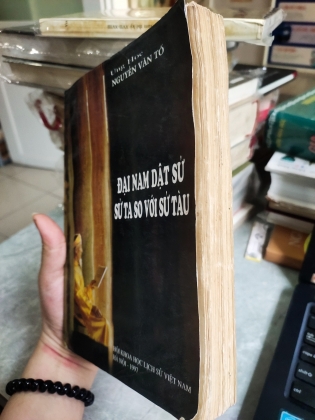 Ứng Hoè
NGUYỄN VĂN TỐ
ĐẠI NAM DẬT SỬ
SỬ TA SO VỚI SỬ TÀU
HỘI KHOA HỌC LỊCH SỬ VIỆT NAM
HÀ NỘI - 1997